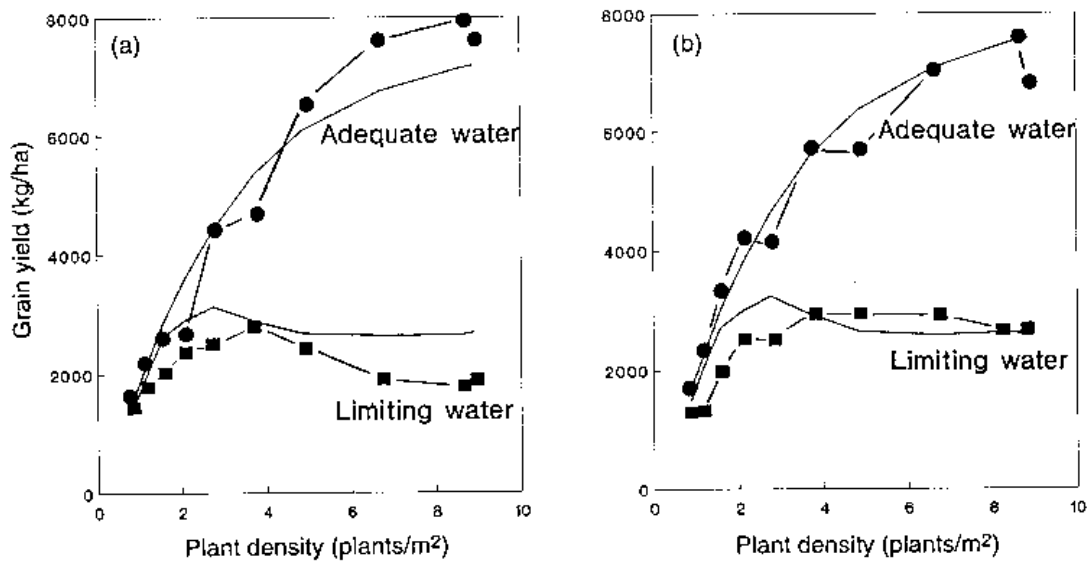 8000
(a)
6000
Adequate water
4000
2000
Limiting water
0
0
2
4
6
8
10
Grain yield (kg/ha)
Plant density (plants/m²)
8000
(b)
6000
Adequate water
4000
2000
Limiting water
0
0
2
4
6
8
10
Plant density (plants/m²)